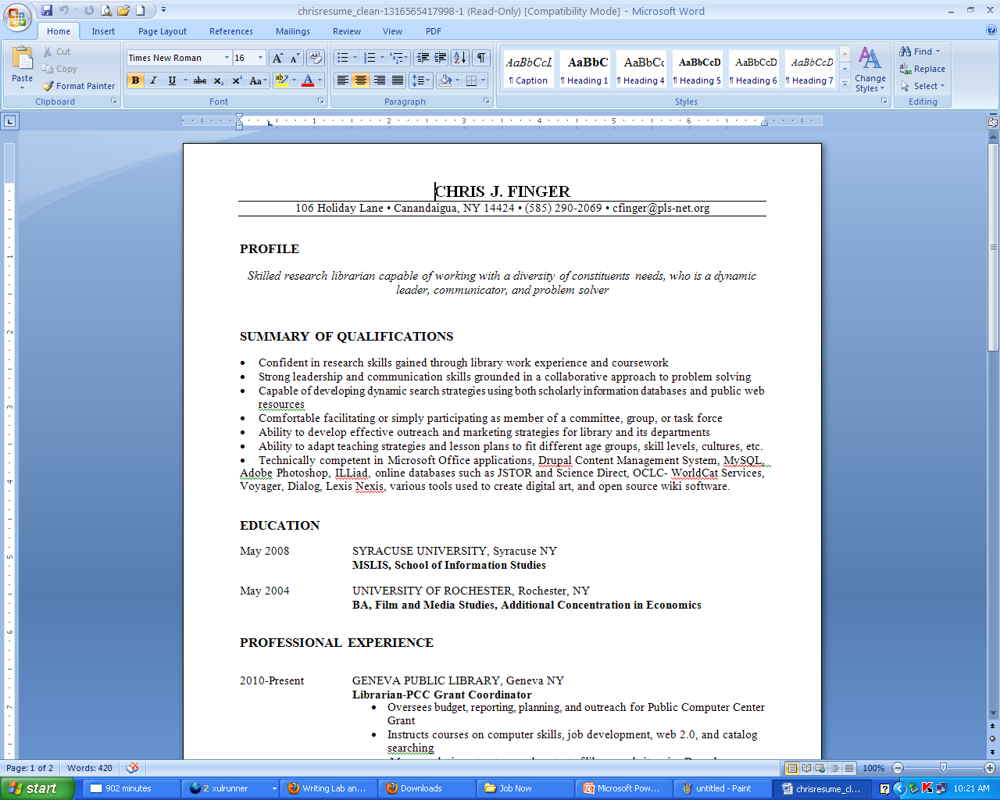 chrisresume_clean-1316565417998-1 (Read-Only) [Compatibility Mode] - Microsoft Word
Home Insert Page Layout References Mailings Review View PDF
Paste
Cut
Copy
Format Painter
Clipboard
Times New Roman 16
B I U abc x₂ x² Aa
Font
Paragraph
AaBbCcI AaBbC AaBbCc AaBbCcD AaBbCcD AaBbCcD
¶ Caption ¶ Heading 1 ¶ Heading 4 ¶ Heading 5 ¶ Heading 6 ¶ Heading 7
Change Styles
Styles
Find
Replace
Select
Editing
1 2 3 4 5 6
CHRIS J. FINGER
106 Holiday Lane • Canandaigua, NY 14424 • (585) 290-2069 • cfinger@pls-net.org
PROFILE
Skilled research librarian capable of working with a diversity of constituents needs, who is a dynamic
leader, communicator, and problem solver
SUMMARY OF QUALIFICATIONS
• Confident in research skills gained through library work experience and coursework
• Strong leadership and communication skills grounded in a collaborative approach to problem solving
• Capable of developing dynamic search strategies using both scholarly information databases and public web
resources
• Comfortable facilitating or simply participating as member of a committee, group, or task force
• Ability to develop effective outreach and marketing strategies for library and its departments
• Ability to adapt teaching strategies and lesson plans to fit different age groups, skill levels, cultures, etc.
• Technically competent in Microsoft Office applications, Drupal Content Management System, MySQL,
Adobe Photoshop, ILLiad, online databases such as JSTOR and Science Direct, OCLC- WorldCat Services,
Voyager, Dialog, Lexis Nexis, various tools used to create digital art, and open source wiki software.
EDUCATION
May 2008 SYRACUSE UNIVERSITY, Syracuse NY
MSLIS, School of Information Studies
May 2004 UNIVERSITY OF ROCHESTER, Rochester, NY
BA, Film and Media Studies, Additional Concentration in Economics
PROFESSIONAL EXPERIENCE
2010-Present GENEVA PUBLIC LIBRARY, Geneva NY
Librarian-PCC Grant Coordinator
• Oversees budget, reporting, planning, and outreach for Public Computer Center
Grant
• Instructs courses on computer skills, job development, web 2.0, and catalog
searching
Page: 1 of 2 Words: 420 100%
start 902 minutes 2 xulrunner Writing Lab an... Downloads Job Now Microsoft Pow... untitled - Paint chrisresume_cl... 10:21 AM